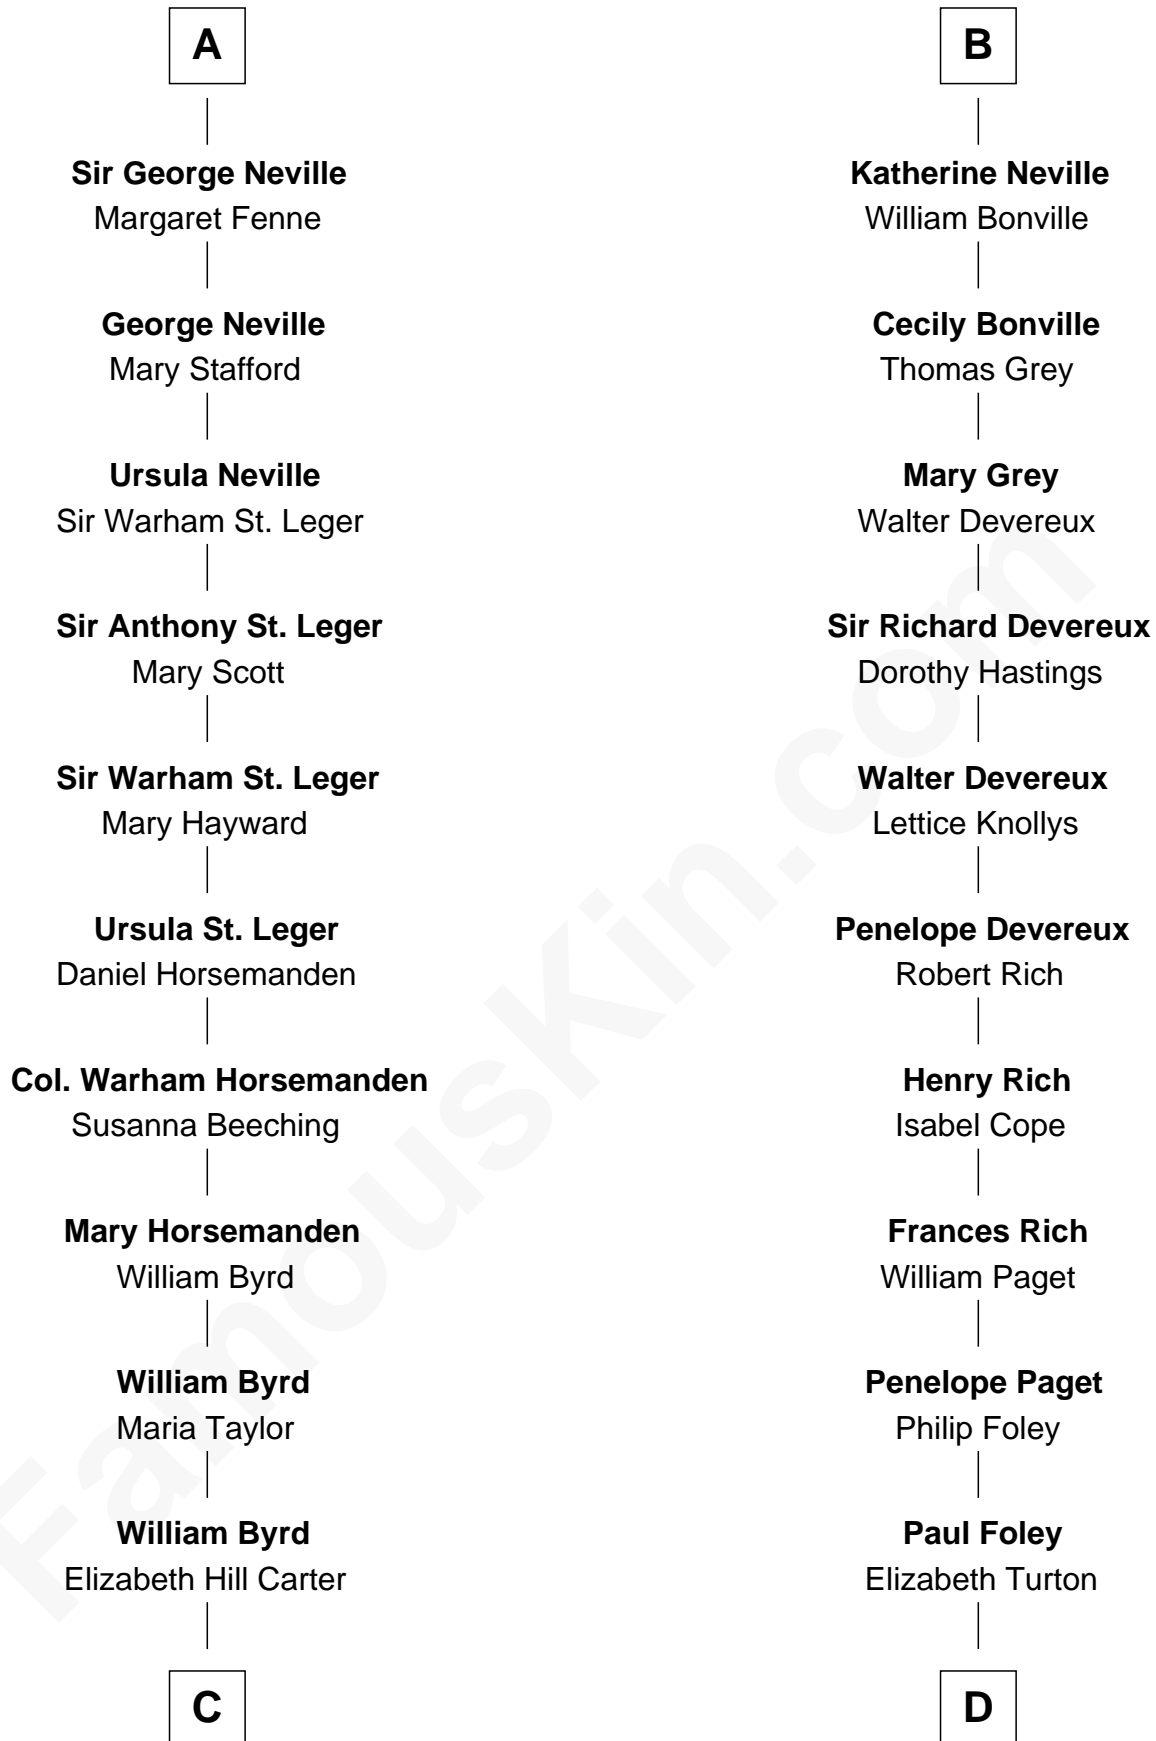 A
Sir George Neville
Margaret Fenne
George Neville
Mary Stafford
Ursula Neville
Sir Warham St. Leger
Sir Anthony St. Leger
Mary Scott
Sir Warham St. Leger
Mary Hayward
Ursula St. Leger
Daniel Horsemanden
Col. Warham Horsemanden
Susanna Beeching
Mary Horsemanden
William Byrd
William Byrd
Maria Taylor
William Byrd
Elizabeth Hill Carter
C
B
Katherine Neville
William Bonville
Cecily Bonville
Thomas Grey
Mary Grey
Walter Devereux
Sir Richard Devereux
Dorothy Hastings
Walter Devereux
Lettice Knollys
Penelope Devereux
Robert Rich
Henry Rich
Isabel Cope
Frances Rich
William Paget
Penelope Paget
Philip Foley
Paul Foley
Elizabeth Turton
D
FamousKin.com